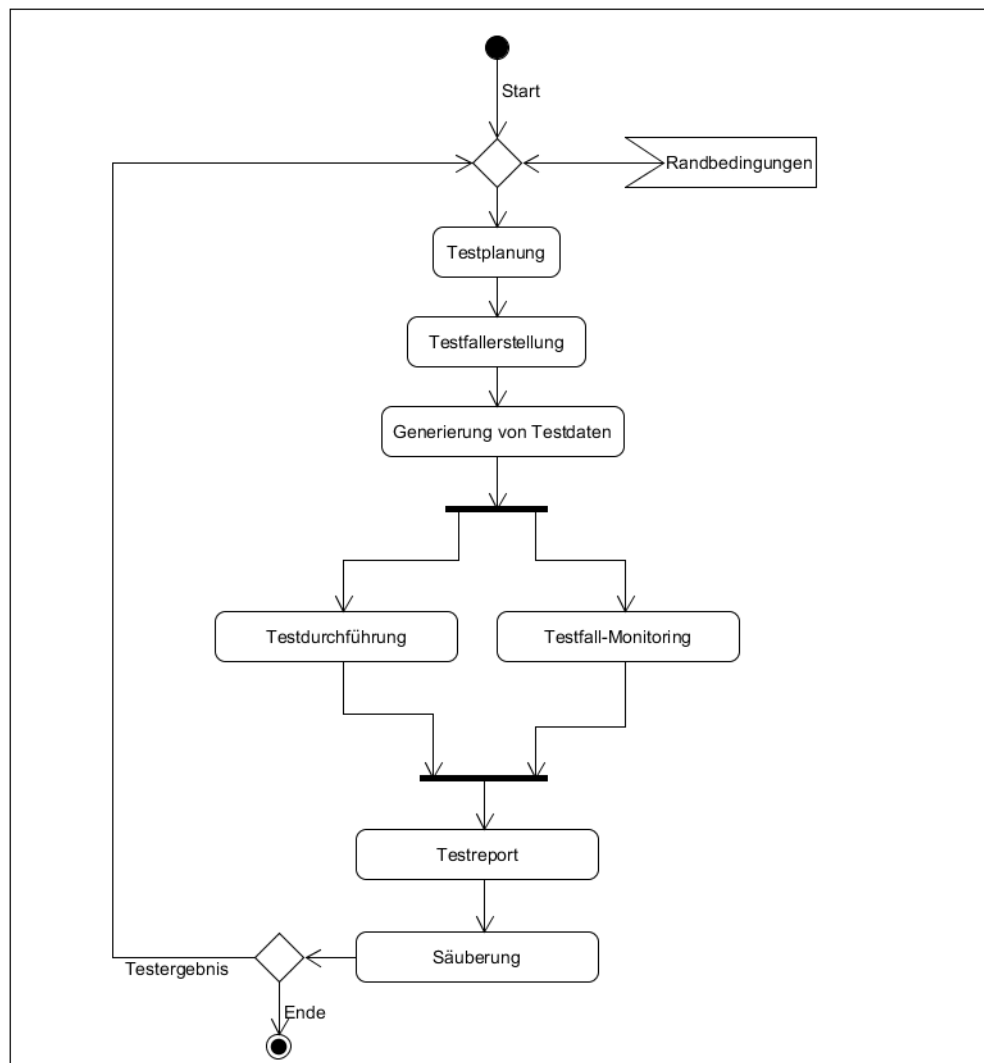 Start
Randbedingungen
Testplanung
Testfallerstellung
Generierung von Testdaten
Testdurchführung
Testfall-Monitoring
Testreport
Säuberung
Testergebnis
Ende